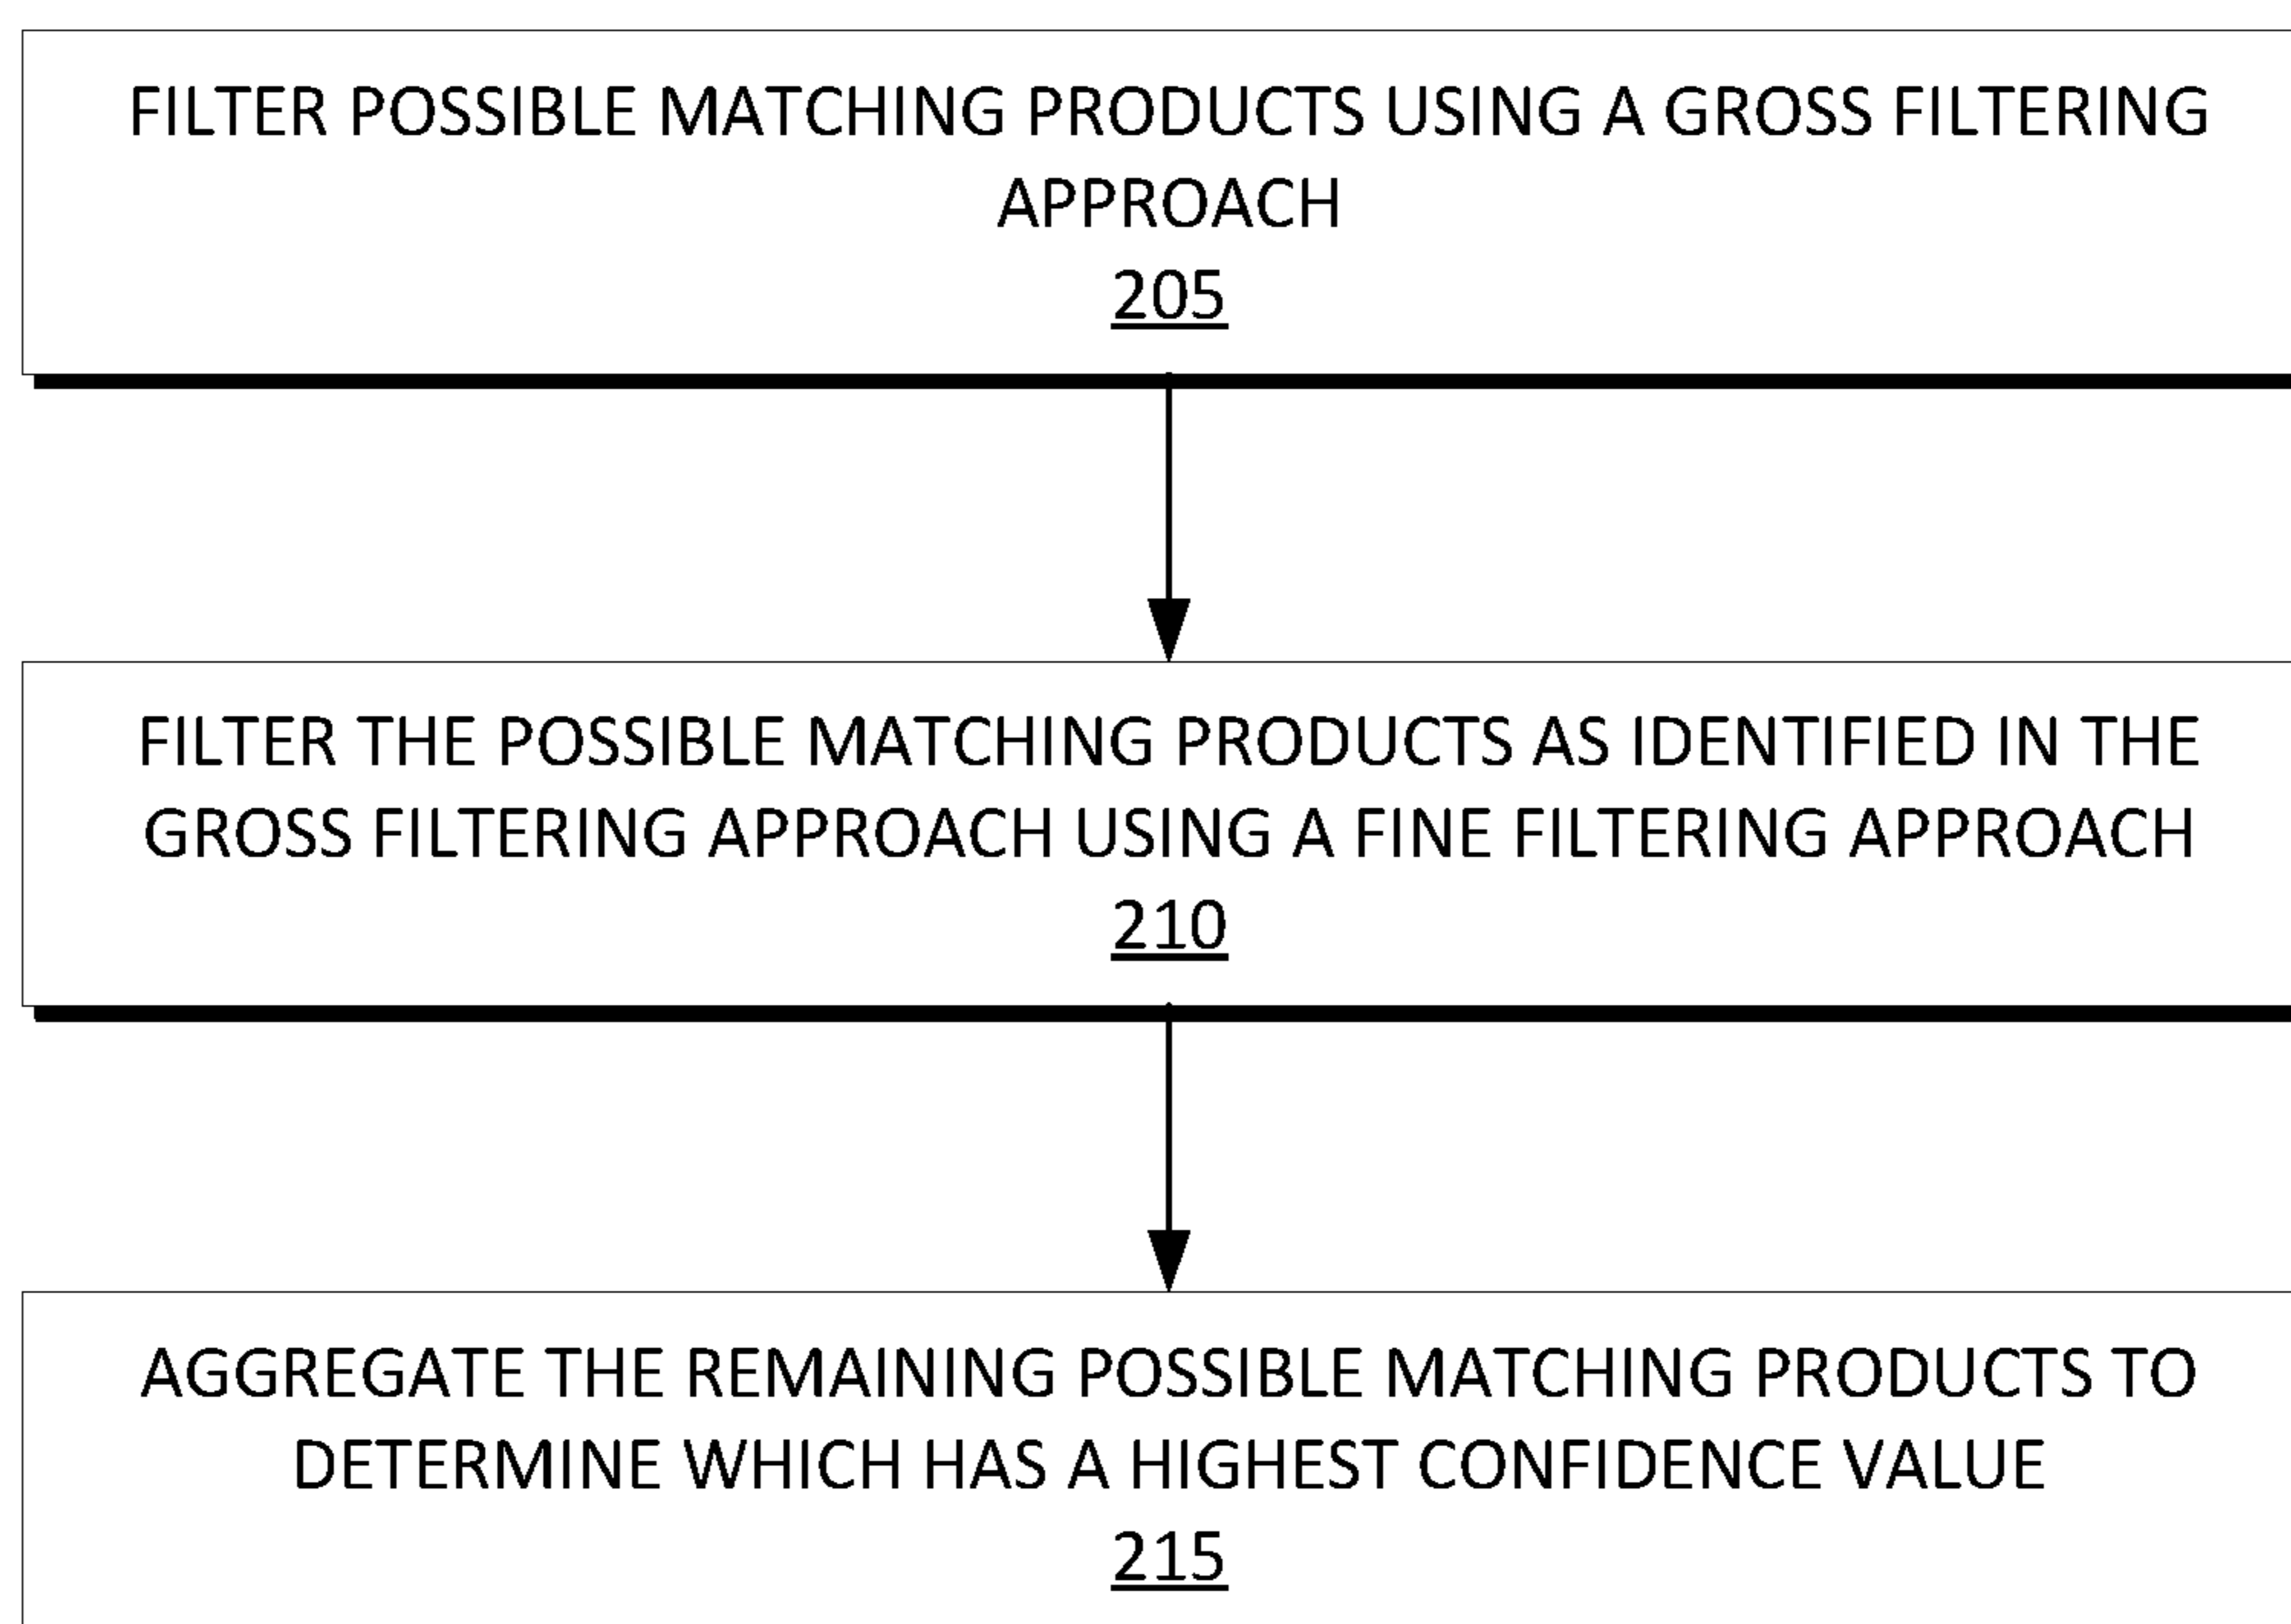 FILTER POSSIBLE MATCHING PRODUCTS USING A GROSS FILTERING
APPROACH
205
FILTER THE POSSIBLE MATCHING PRODUCTS AS IDENTIFIED IN THE
GROSS FILTERING APPROACH USING A FINE FILTERING APPROACH
210
AGGREGATE THE REMAINING POSSIBLE MATCHING PRODUCTS TO
DETERMINE WHICH HAS A HIGHEST CONFIDENCE VALUE
215